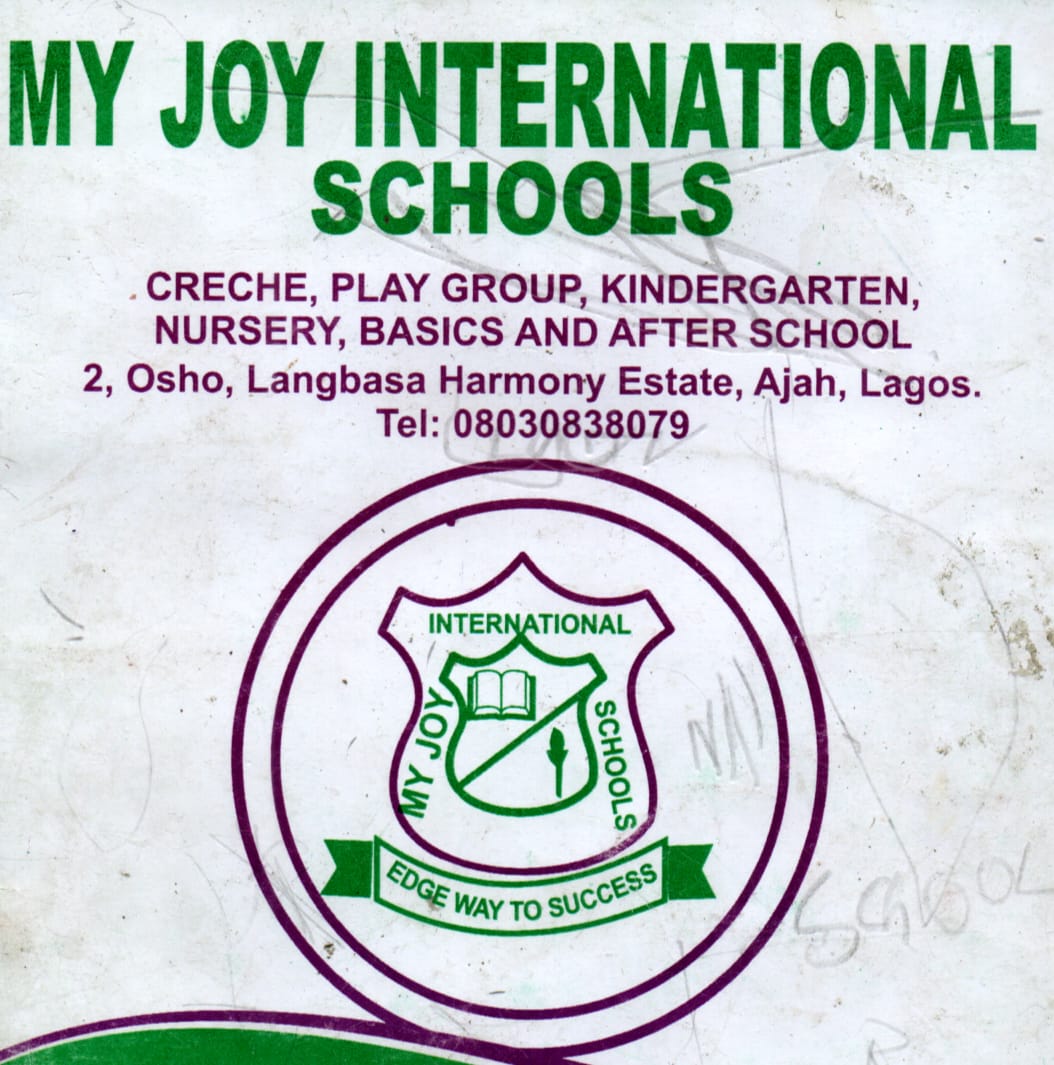 MY JOY INTERNATIONAL
SCHOOLS
CRECHE, PLAY GROUP, KINDERGARTEN,
NURSERY, BASICS AND AFTER SCHOOL
2, Osho, Langbasa Harmony Estate, Ajah, Lagos.
Tel: 08030838079
INTERNATIONAL
MY JOY
SCHOOLS
EDGE WAY TO SUCCESS
SCHOOL